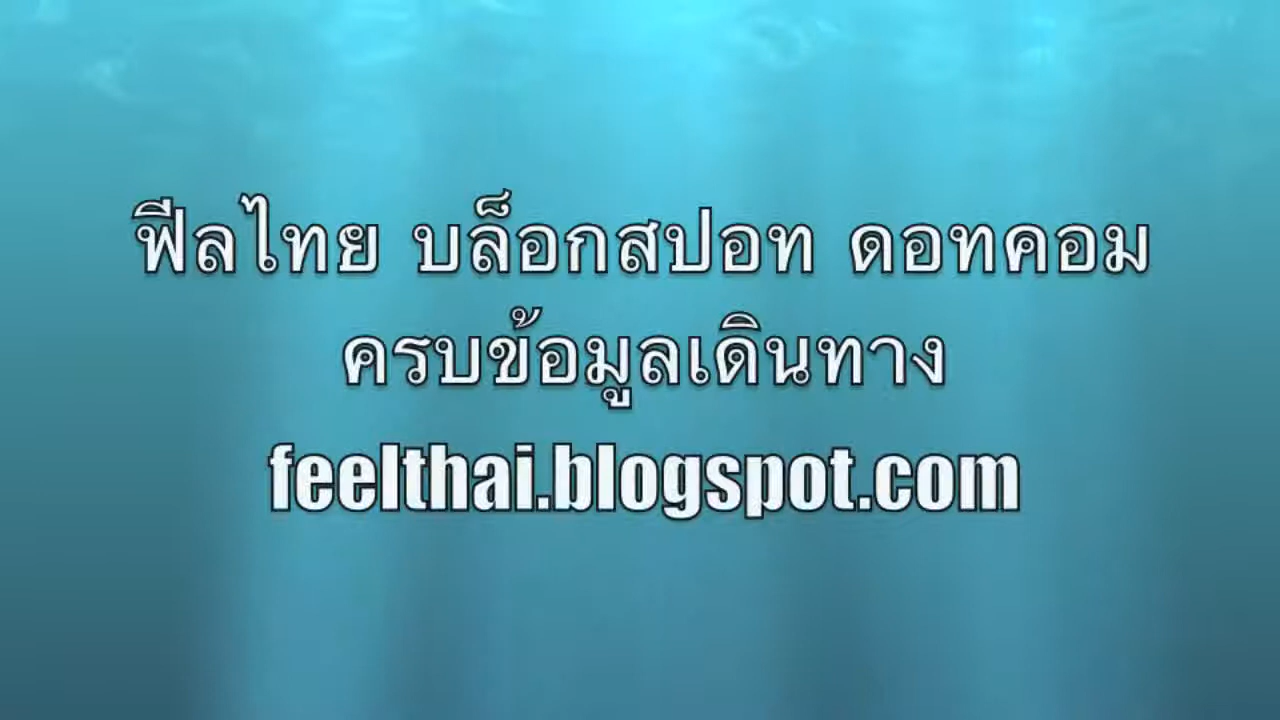 ฟีลไทย บล็อกสปอท ดอทคอม
ครบข้อมูลเดินทาง
feelthai.blogspot.com